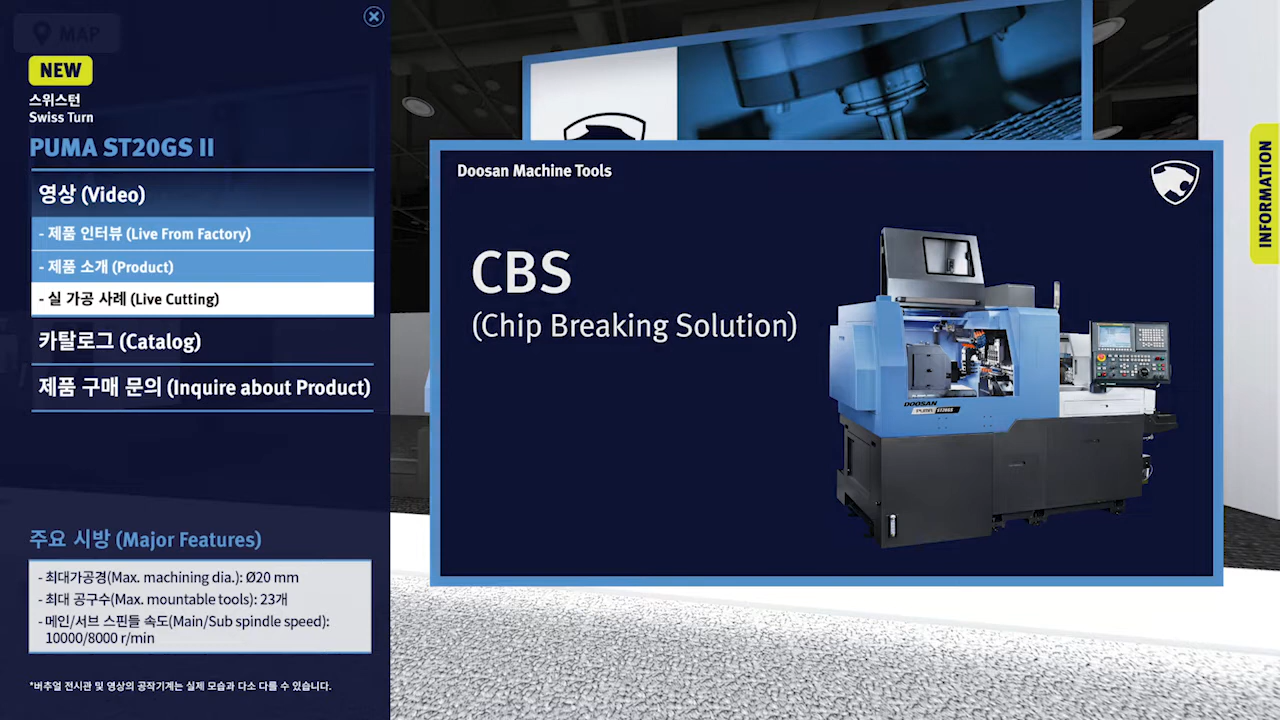 MAP
NEW
스위스턴
Swiss Turn
PUMA ST20GS II
영상 (Video)
- 제품 인터뷰 (Live From Factory)
- 제품 소개 (Product)
- 실 가공 사례 (Live Cutting)
카탈로그 (Catalog)
제품 구매 문의 (Inquire about Product)
주요 시방 (Major Features)
- 최대가공경(Max. machining dia.): Ø20 mm
- 최대 공구수(Max. mountable tools): 23개
- 메인/서브 스핀들 속도(Main/Sub spindle speed):
10000/8000 r/min
*버추얼 전시관 및 영상의 공작기계는 실제 모습과 다소 다를 수 있습니다.
Doosan Machine Tools
CBS
(Chip Breaking Solution)
DOOSAN
PUMA ST20GS
INFORMATION